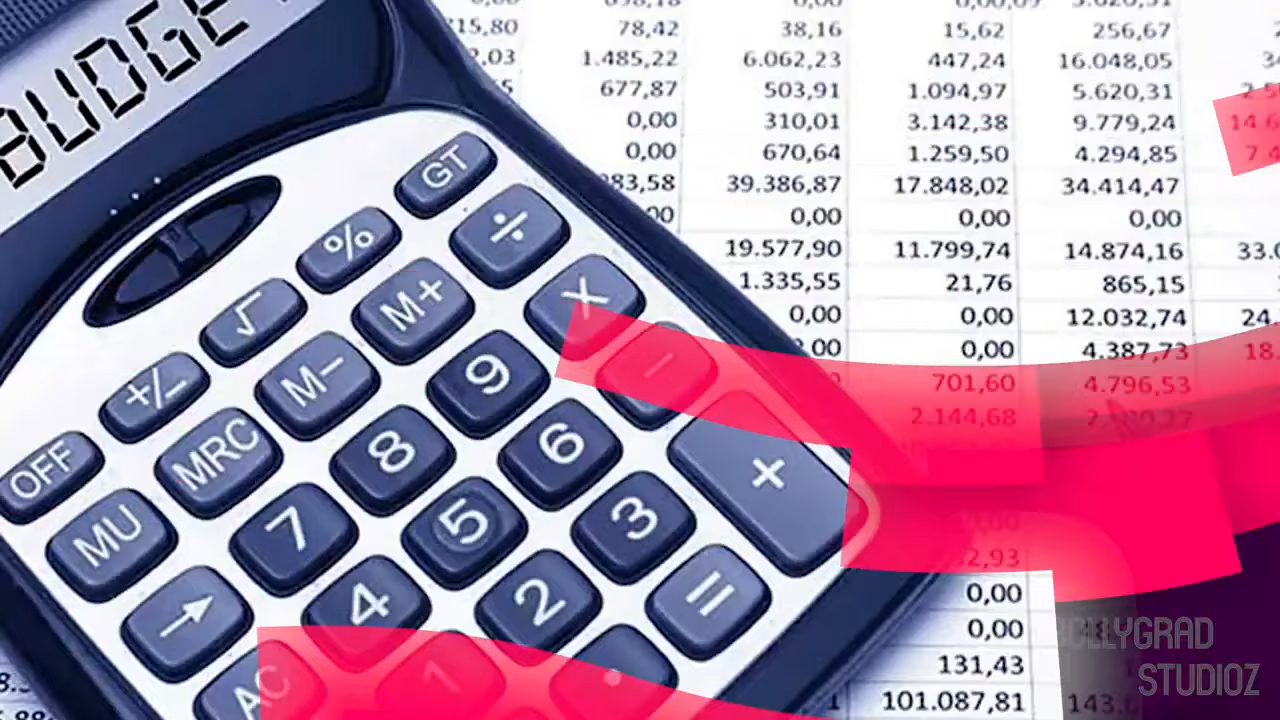 BUDGET
GT
%
÷
√
M+
×
+/−
M−
9
−
OFF
MRC
8
6
+
MU
7
5
3
→
4
2
=
AC
1
.
715,80 78,42 38,16 15,62 256,67
1.485,22 6.062,23 447,24 16.048,05
677,87 503,91 1.094,97 5.620,31
0,00 310,01 3.142,38 9.779,24
0,00 670,64 1.259,50 4.294,85
39.386,87 17.848,02 34.414,47
0,00 0,00 0,00
19.577,90 11.799,74 14.874,16
1.335,55 21,76 865,15
0,00 0,00 12.032,74
0,00 4.387,73
701,60 4.796,53
2.144,68
0,00
0,00
131,43
101.087,81
BOLLYGRAD
STUDIOZ